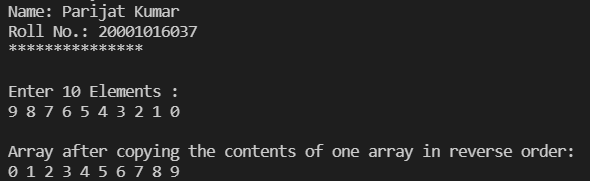 Name: Parijat Kumar
Roll No.: 20001016037
***************
Enter 10 Elements :
9 8 7 6 5 4 3 2 1 0
Array after copying the contents of one array in reverse order:
0 1 2 3 4 5 6 7 8 9